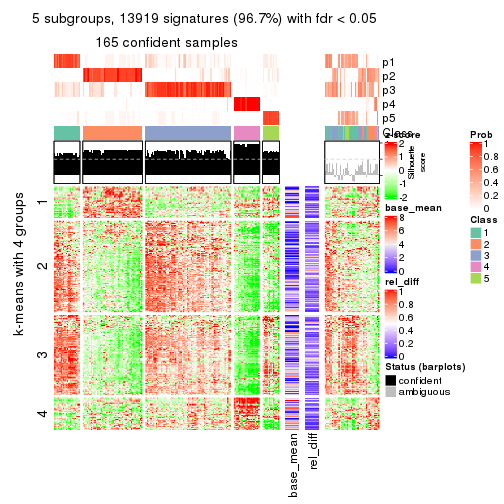 5 subgroups, 13919 signatures (96.7%) with fdr < 0.05
165 confident samples
p1
p2
p3
p4
p5
Class
z-score
2
1
0
-1
-2
Silhouette
score
base_mean
8
6
4
2
0
rel_diff
1
0.8
0.6
0.4
0.2
0
Status (barplots)
confident
ambiguous
Prob
1
0.8
0.6
0.4
0.2
0
Class
1
2
3
4
5
k-means with 4 groups
1
2
3
4
base_mean
rel_diff